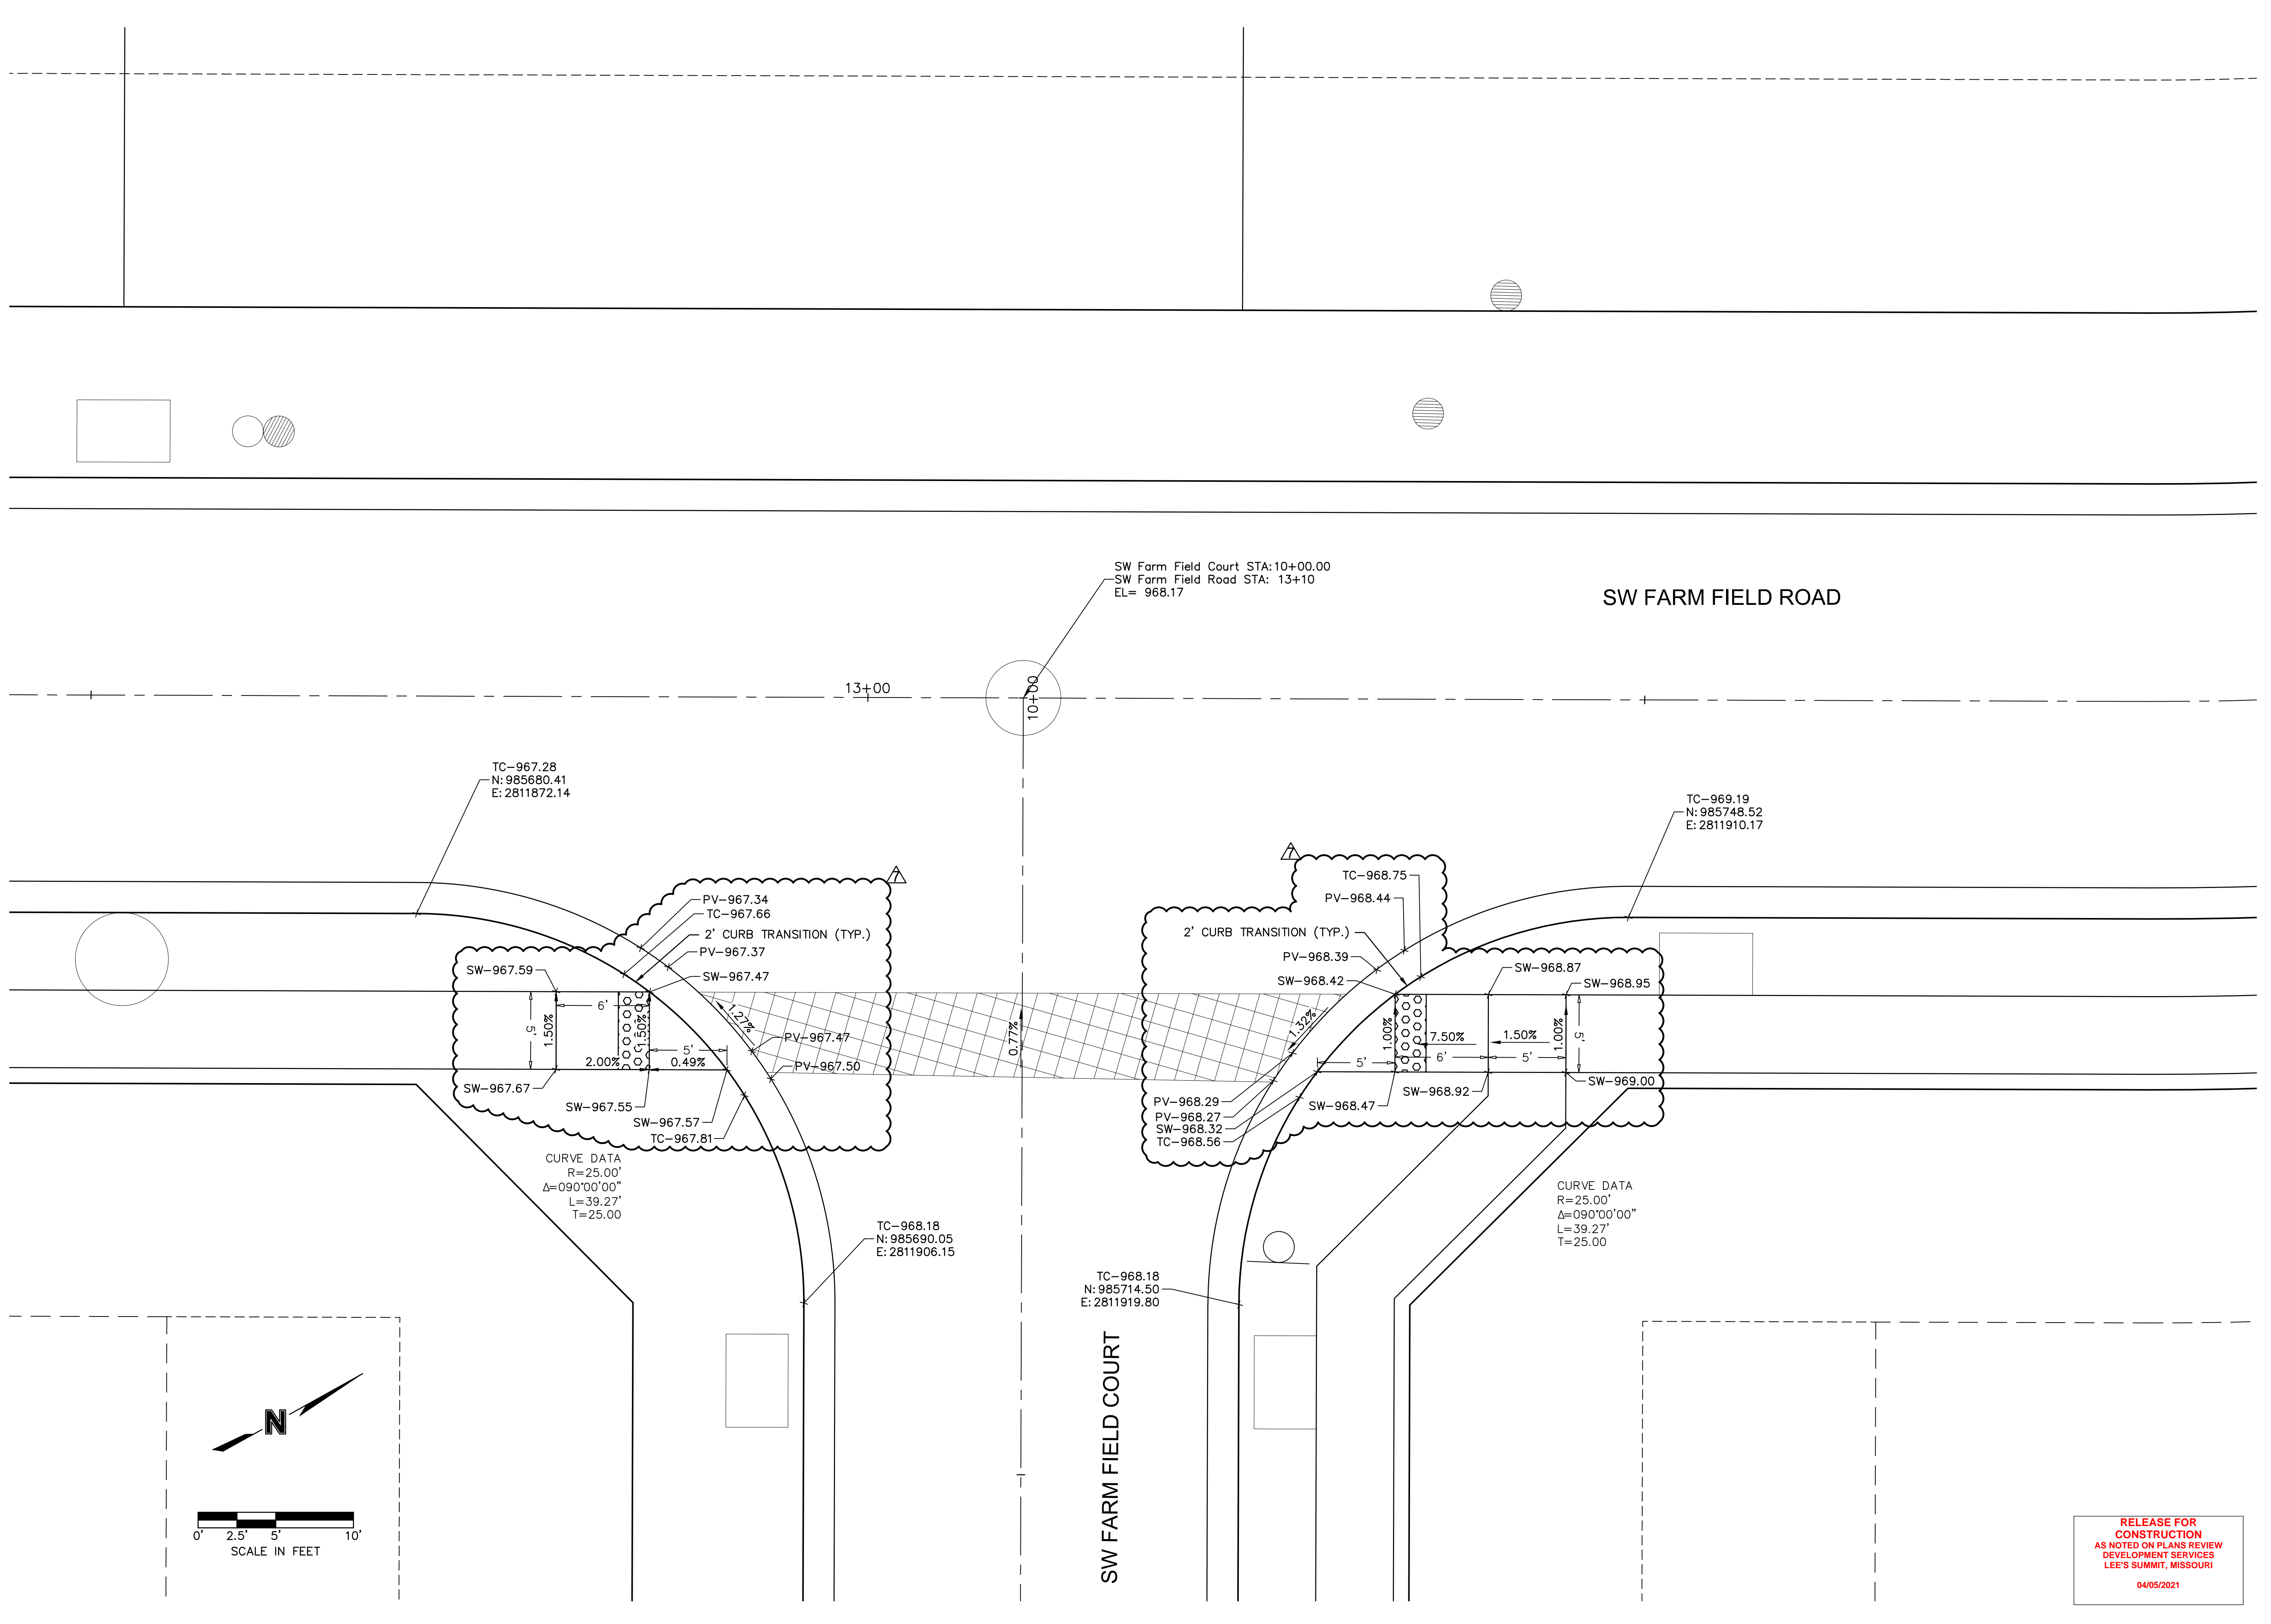 SW Farm Field Court STA:10+00.00
SW Farm Field Road STA: 13+10
EL= 968.17
SW FARM FIELD ROAD
13+00
10+00
TC-967.28
N: 985680.41
E: 2811872.14
TC-969.19
N: 985748.52
E: 2811910.17
7
PV-967.34
TC-967.66
2' CURB TRANSITION (TYP.)
PV-967.37
SW-967.59
SW-967.47
6'
5'
1.50%
1.50%
1.27%
PV-967.47
5'
2.00%
0.49%
PV-967.50
SW-967.67
SW-967.55
SW-967.57
TC-967.81
0.77%
7
TC-968.75
PV-968.44
2' CURB TRANSITION (TYP.)
PV-968.39
SW-968.42
SW-968.87
SW-968.95
1.32%
1.00%
7.50%
1.50%
1.00%
5'
5'
6'
5'
PV-968.29
PV-968.27
SW-968.32
TC-968.56
SW-968.47
SW-968.92
SW-969.00
CURVE DATA
R=25.00'
Δ=090°00'00"
L=39.27'
T=25.00
CURVE DATA
R=25.00'
Δ=090°00'00"
L=39.27'
T=25.00
TC-968.18
N: 985690.05
E: 2811906.15
TC-968.18
N: 985714.50
E: 2811919.80
SW FARM FIELD COURT
N
0' 2.5' 5' 10'
SCALE IN FEET
RELEASE FOR
CONSTRUCTION
AS NOTED ON PLANS REVIEW
DEVELOPMENT SERVICES
LEE'S SUMMIT, MISSOURI
04/05/2021